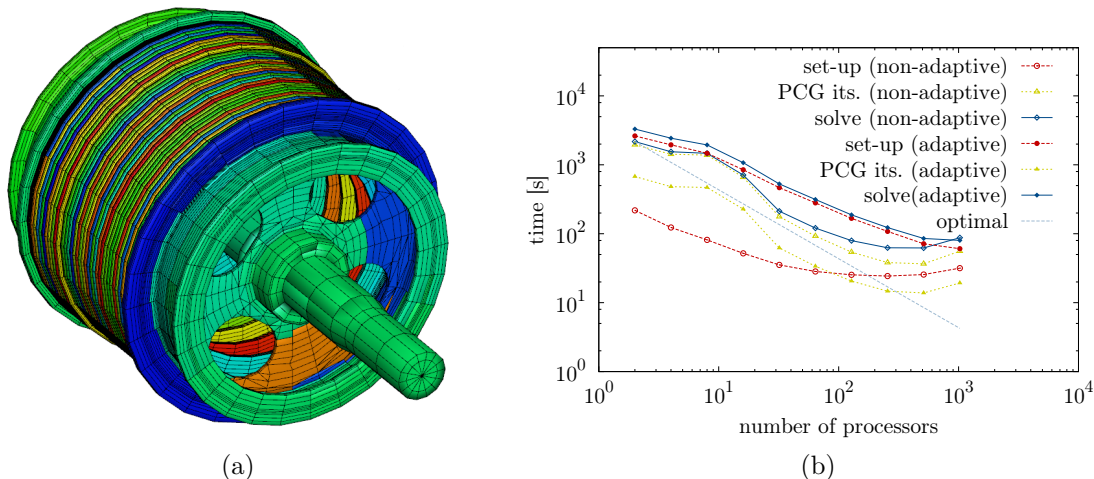 set-up (non-adaptive)
PCG its. (non-adaptive)
solve (non-adaptive)
set-up (adaptive)
PCG its. (adaptive)
solve(adaptive)
optimal
time [s]
10^4
10^3
10^2
10^1
10^0
10^0 10^1 10^2 10^3 10^4
number of processors
(a) (b)